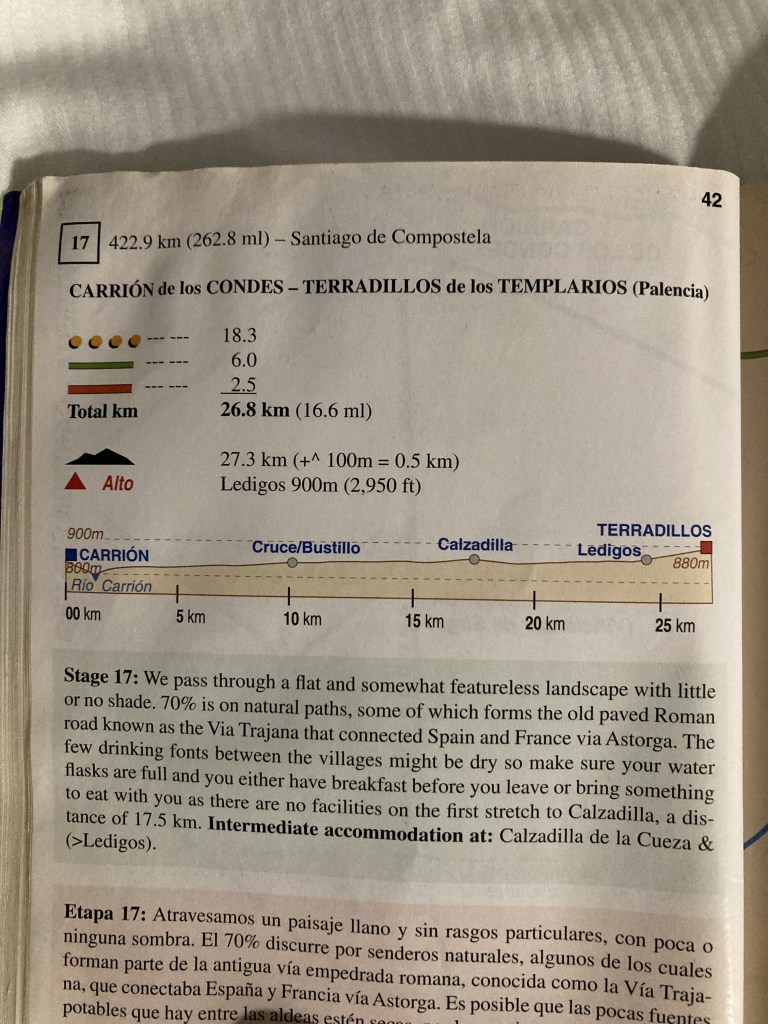 42
17 422.9 km (262.8 ml) – Santiago de Compostela
CARRIÓN de los CONDES – TERRADILLOS de los TEMPLARIOS (Palencia)
--- --- 18.3
--- --- 6.0
--- --- 2.5
Total km 26.8 km (16.6 ml)
27.3 km (+^ 100m = 0.5 km)
Alto Ledigos 900m (2,950 ft)
900m
TERRADILLOS
CARRIÓN Cruce/Bustillo Calzadilla Ledigos
800m 880m
Río Carrión
00 km 5 km 10 km 15 km 20 km 25 km
Stage 17: We pass through a flat and somewhat featureless landscape with little
or no shade. 70% is on natural paths, some of which forms the old paved Roman
road known as the Via Trajana that connected Spain and France via Astorga. The
few drinking fonts between the villages might be dry so make sure your water
flasks are full and you either have breakfast before you leave or bring something
to eat with you as there are no facilities on the first stretch to Calzadilla, a dis-
tance of 17.5 km. Intermediate accommodation at: Calzadilla de la Cueza &
(>Ledigos).
Etapa 17: Atravesamos un paisaje llano y sin rasgos particulares, con poca o
ninguna sombra. El 70% discurre por senderos naturales, algunos de los cuales
forman parte de la antigua vía empedrada romana, conocida como la Vía Traja-
na, que conectaba España y Francia vía Astorga. Es posible que las pocas fuentes
potables que hay entre las aldeas estén